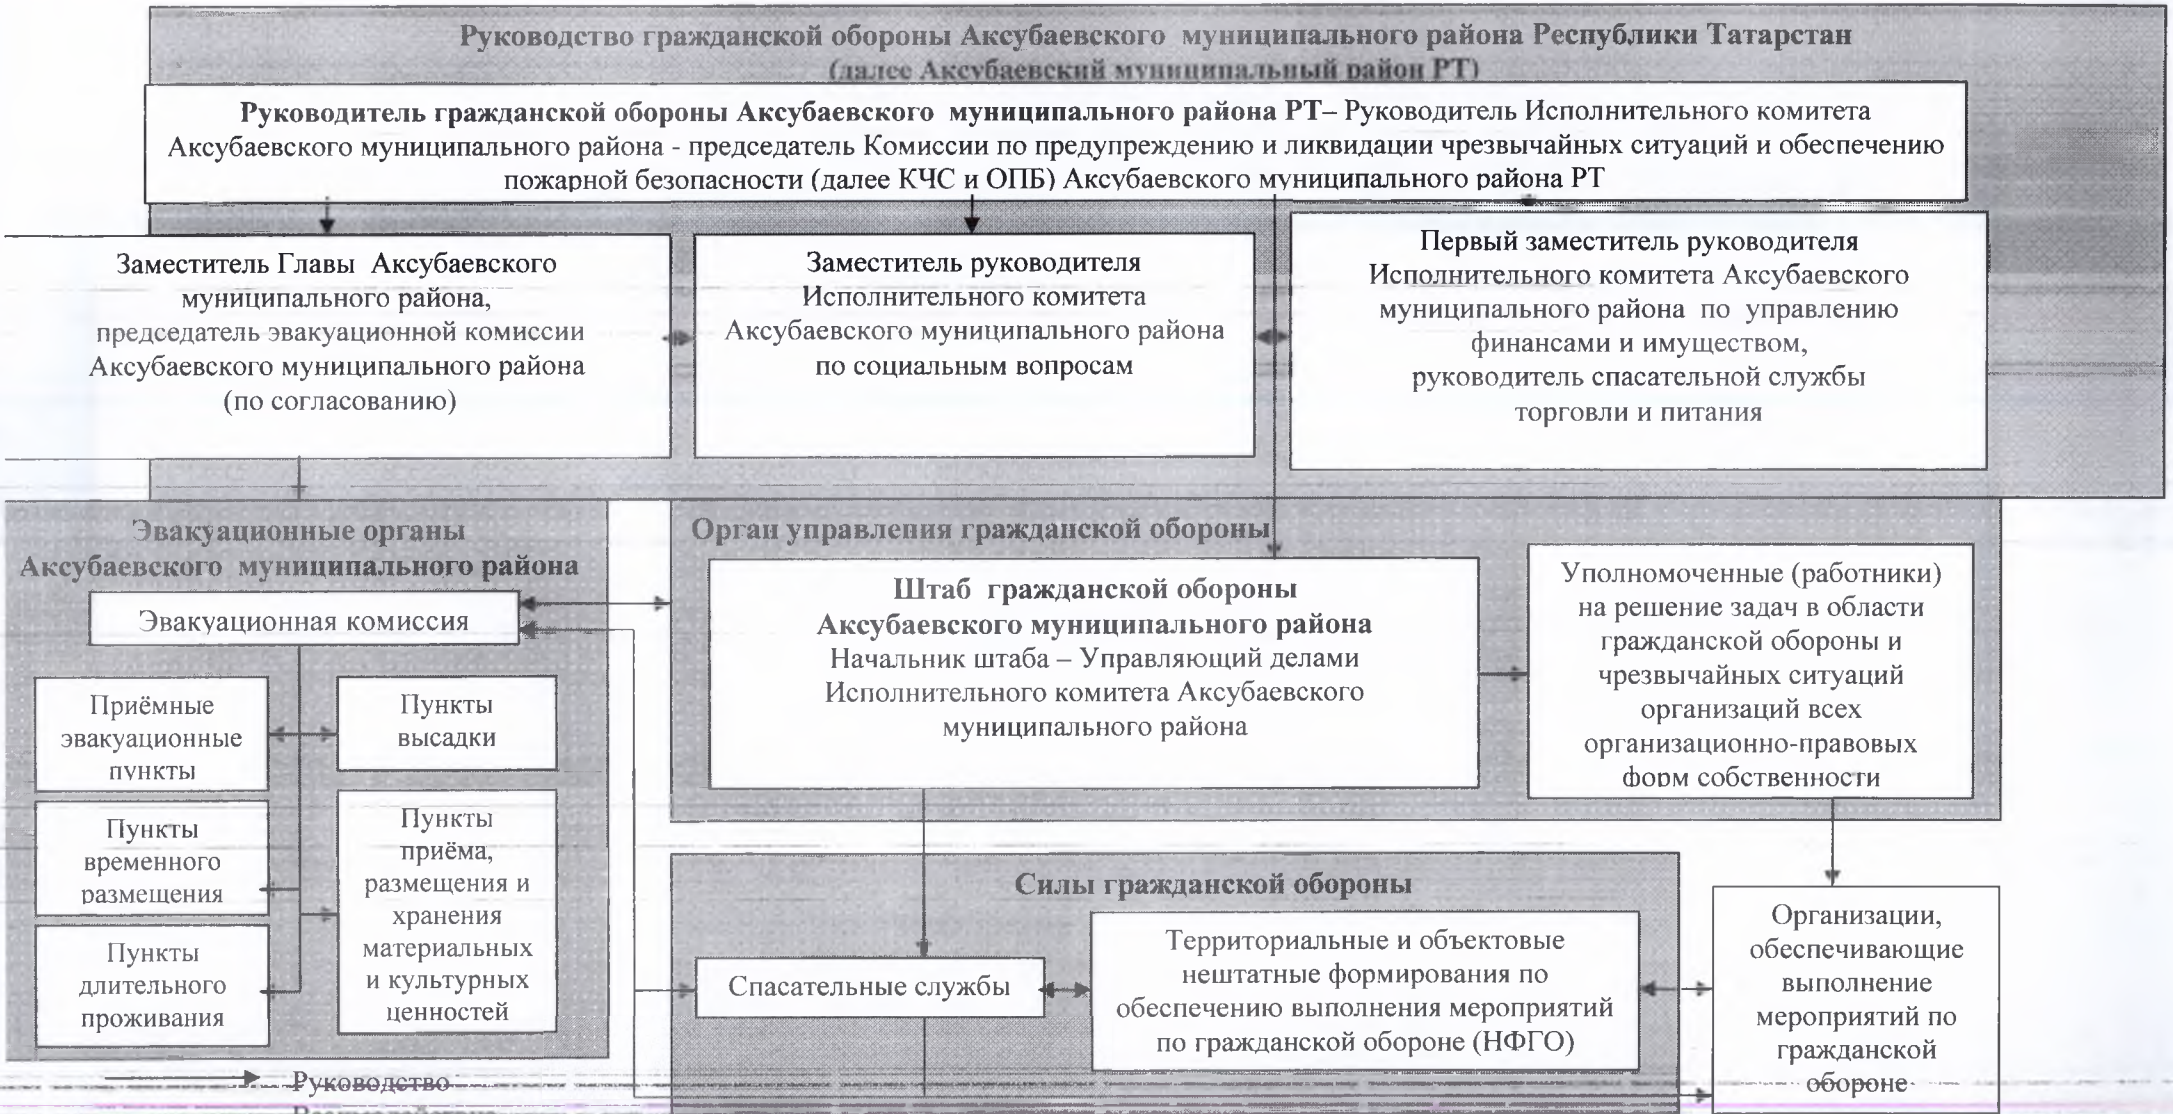 Руководство гражданской обороны Аксубаевского муниципального района Республики Татарстан
(далее Аксубаевский муниципальный район РТ)
Руководитель гражданской обороны Аксубаевского муниципального района РТ– Руководитель Исполнительного комитета
Аксубаевского муниципального района - председатель Комиссии по предупреждению и ликвидации чрезвычайных ситуаций и обеспечению
пожарной безопасности (далее КЧС и ОПБ) Аксубаевского муниципального района РТ
Заместитель Главы Аксубаевского
муниципального района,
председатель эвакуационной комиссии
Аксубаевского муниципального района
(по согласованию)
Заместитель руководителя
Исполнительного комитета
Аксубаевского муниципального района
по социальным вопросам
Первый заместитель руководителя
Исполнительного комитета Аксубаевского
муниципального района по управлению
финансами и имуществом,
руководитель спасательной службы
торговли и питания
Эвакуационные органы
Аксубаевского муниципального района
Эвакуационная комиссия
Приёмные
эвакуационные
пункты
Пункты
высадки
Пункты
временного
размещения
Пункты
приёма,
размещения и
хранения
материальных
и культурных
ценностей
Пункты
длительного
проживания
Орган управления гражданской обороны
Штаб гражданской обороны
Аксубаевского муниципального района
Начальник штаба – Управляющий делами
Исполнительного комитета Аксубаевского
муниципального района
Уполномоченные (работники)
на решение задач в области
гражданской обороны и
чрезвычайных ситуаций
организаций всех
организационно-правовых
форм собственности
Силы гражданской обороны
Спасательные службы
Территориальные и объектовые
нештатные формирования по
обеспечению выполнения мероприятий
по гражданской обороне (НФГО)
Организации,
обеспечивающие
выполнение
мероприятий по
гражданской
обороне
Руководство